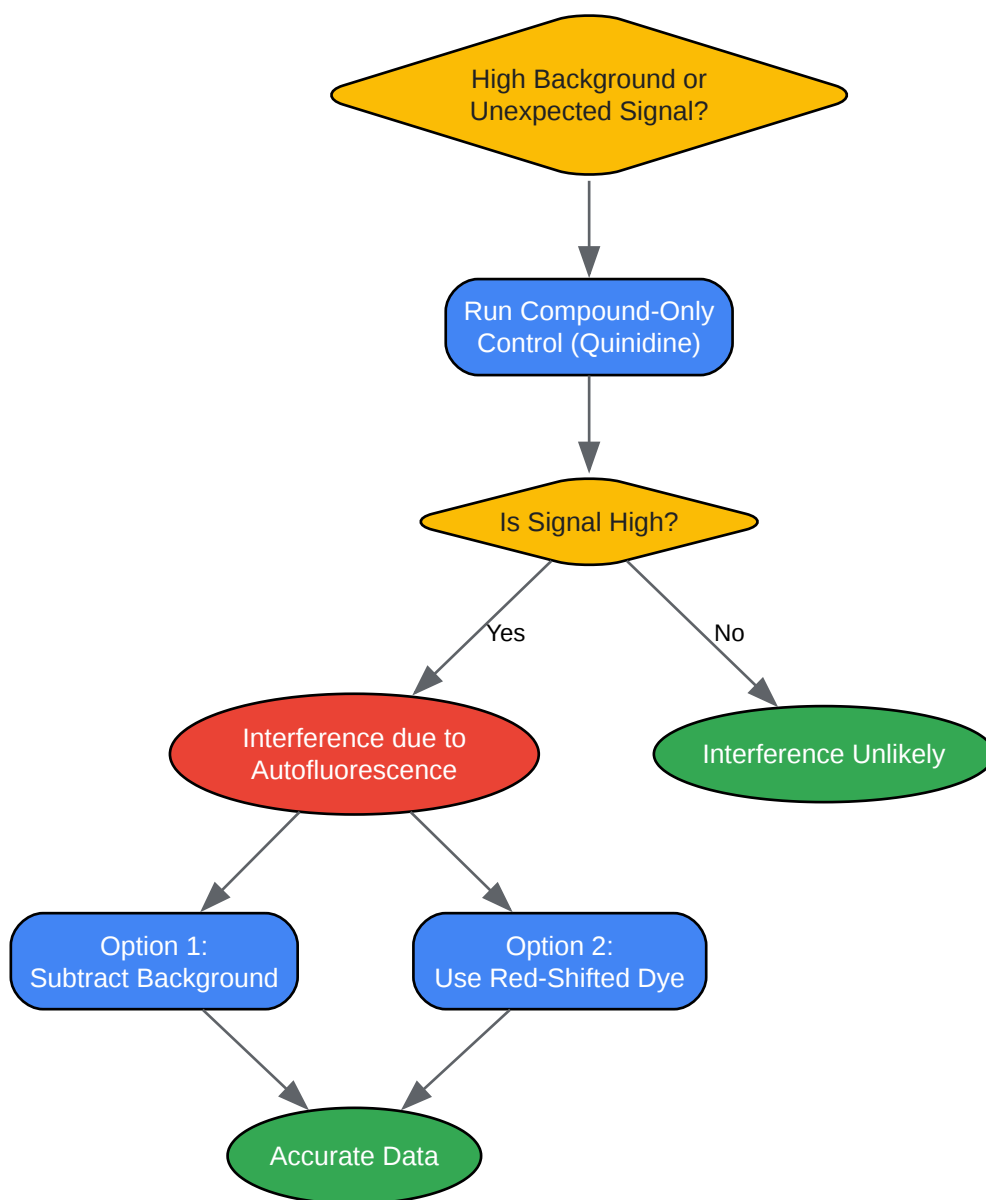 High Background or
Unexpected Signal?
Run Compound-Only
Control (Quinidine)
Is Signal High?
Yes
No
Interference due to
Autofluorescence
Interference Unlikely
Option 1:
Subtract Background
Option 2:
Use Red-Shifted Dye
Accurate Data